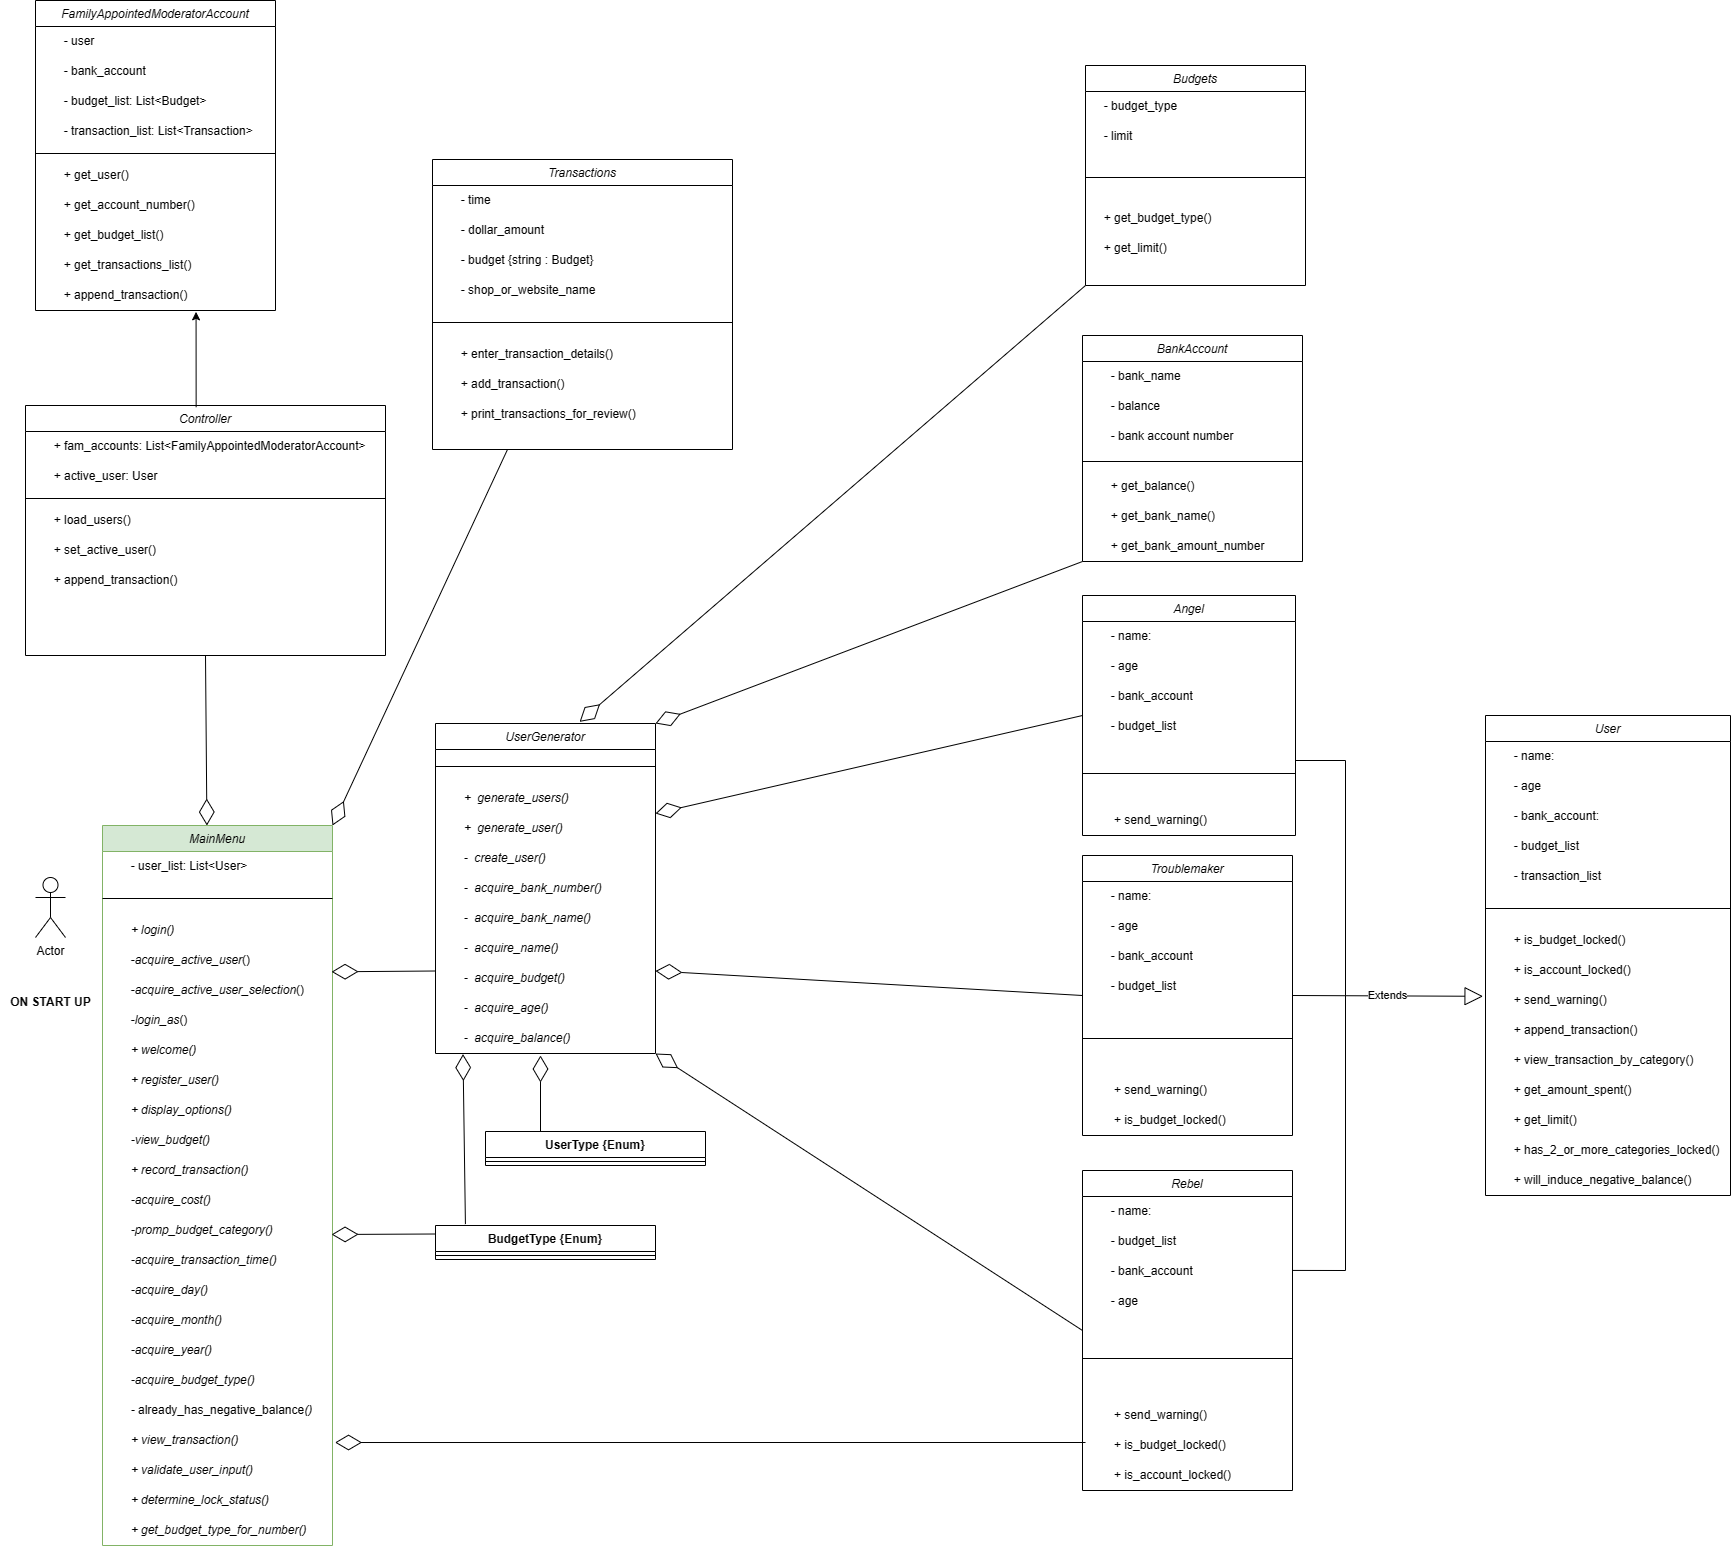 FamilyAppointedModeratorAccount
- user
- bank_account
- budget_list: List<Budget>
- transaction_list: List<Transaction>
+ get_user()
+ get_account_number()
+ get_budget_list()
+ get_transactions_list()
+ append_transaction()
Controller
+ fam_accounts: List<FamilyAppointedModeratorAccount>
+ active_user: User
+ load_users()
+ set_active_user()
+ append_transaction()
Transactions
- time
- dollar_amount
- budget {string : Budget}
- shop_or_website_name
+ enter_transaction_details()
+ add_transaction()
+ print_transactions_for_review()
Budgets
- budget_type
- limit
+ get_budget_type()
+ get_limit()
BankAccount
- bank_name
- balance
- bank account number
+ get_balance()
+ get_bank_name()
+ get_bank_amount_number
Angel
- name:
- age
- bank_account
- budget_list
+ send_warning()
Troublemaker
- name:
- age
- bank_account
- budget_list
+ send_warning()
+ is_budget_locked()
Rebel
- name:
- budget_list
- bank_account
- age
+ send_warning()
+ is_budget_locked()
+ is_account_locked()
Extends
User
- name:
- age
- bank_account:
- budget_list
- transaction_list
+ is_budget_locked()
+ is_account_locked()
+ send_warning()
+ append_transaction()
+ view_transaction_by_category()
+ get_amount_spent()
+ get_limit()
+ has_2_or_more_categories_locked()
+ will_induce_negative_balance()
UserGenerator
+ generate_users()
+ generate_user()
- create_user()
- acquire_bank_number()
- acquire_bank_name()
- acquire_name()
- acquire_budget()
- acquire_age()
- acquire_balance()
UserType {Enum}
BudgetType {Enum}
Actor
ON START UP
MainMenu
- user_list: List<User>
+ login()
-acquire_active_user()
-acquire_active_user_selection()
-login_as()
+ welcome()
+ register_user()
+ display_options()
-view_budget()
+ record_transaction()
-acquire_cost()
-promp_budget_category()
-acquire_transaction_time()
-acquire_day()
-acquire_month()
-acquire_year()
-acquire_budget_type()
- already_has_negative_balance()
+ view_transaction()
+ validate_user_input()
+ determine_lock_status()
+ get_budget_type_for_number()